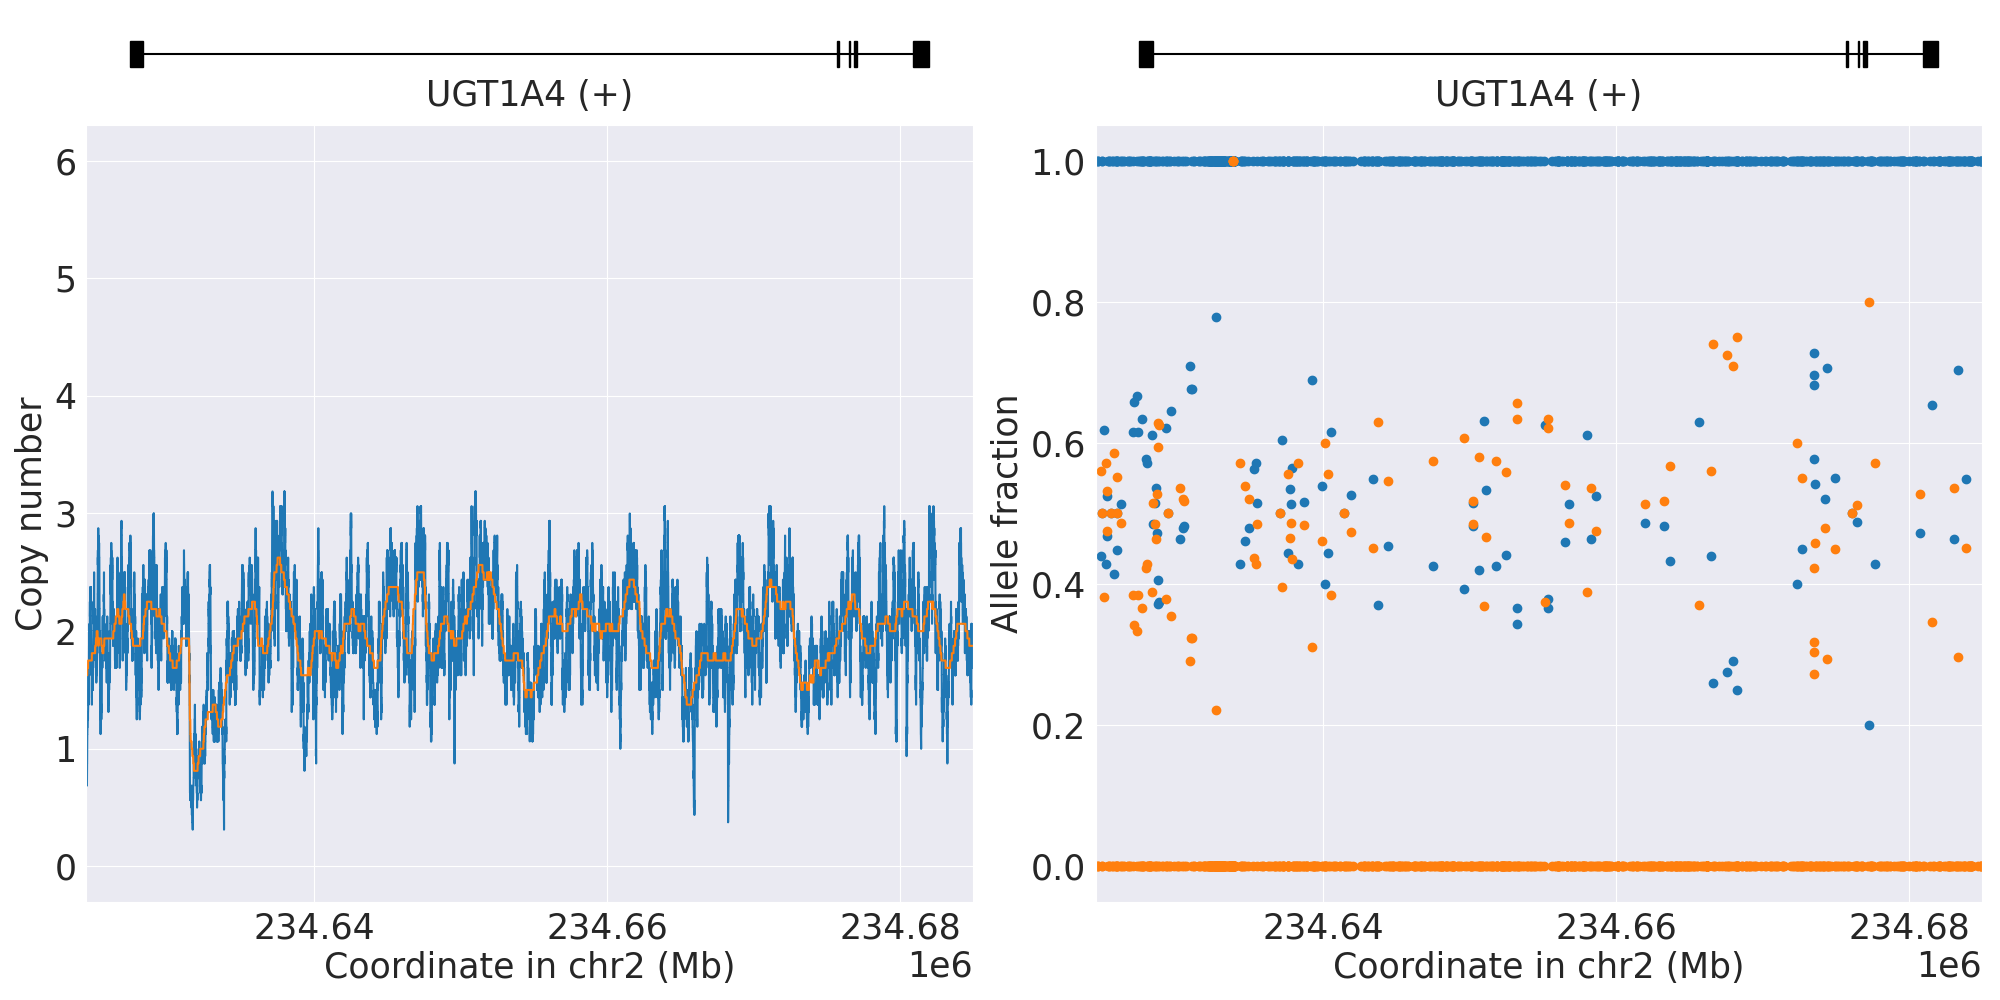 UGT1A4 (+)
6
5
4
3
2
1
0
Copy number
234.64
234.66
234.68
Coordinate in chr2 (Mb)
1e6
UGT1A4 (+)
1.0
0.8
0.6
0.4
0.2
0.0
Allele fraction
234.64
234.66
234.68
Coordinate in chr2 (Mb)
1e6